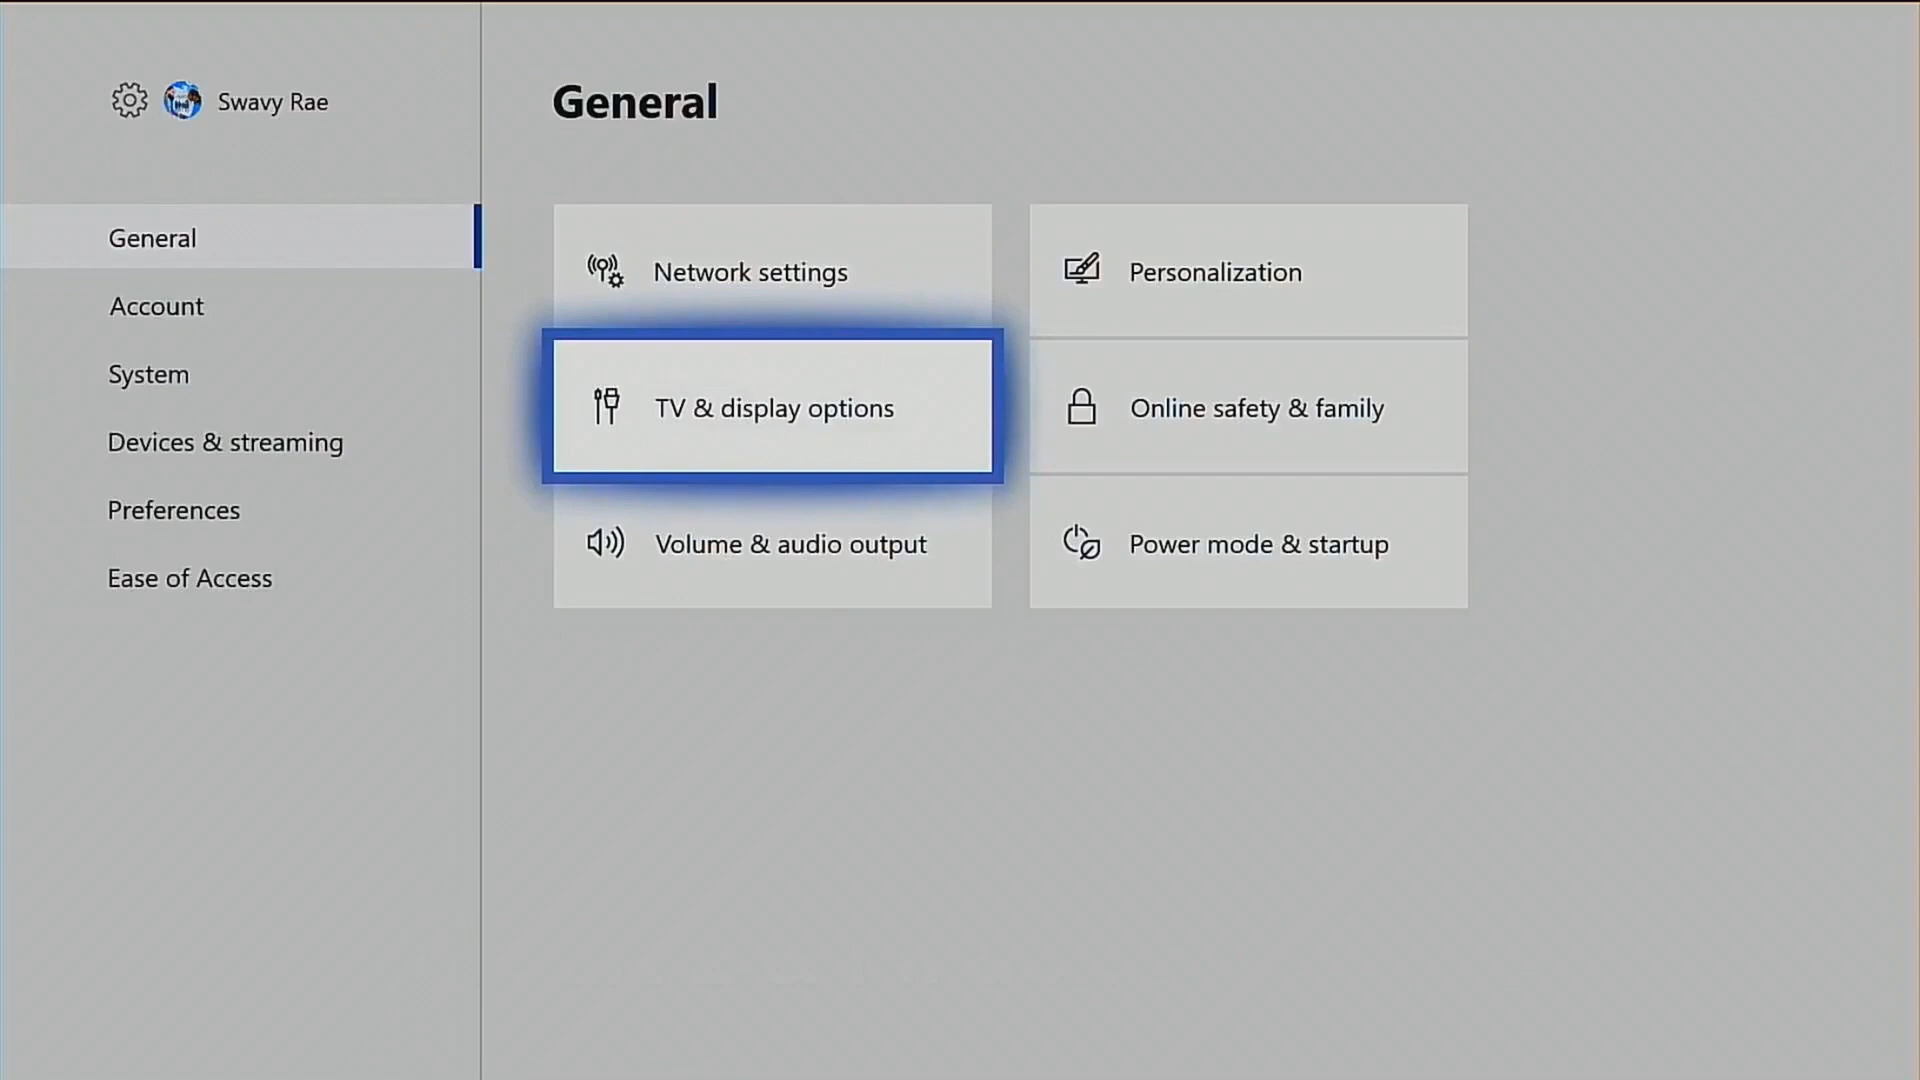 Swavy Rae
General
Account
System
Devices & streaming
Preferences
Ease of Access
General
Network settings
TV & display options
Volume & audio output
Personalization
Online safety & family
Power mode & startup